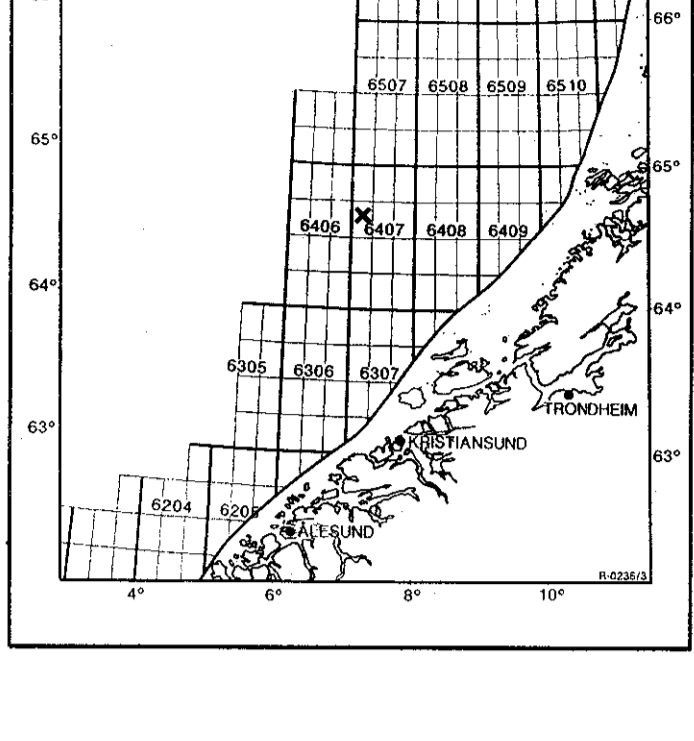 66°
6507 6508 6509 6510
65° 65°
6406 6407 6408 6409
64° 64°
6305 6306 6307
TRONDHEIM
63° KRISTIANSUND 63°
6204 6205
ÅLESUND
R-0236/3
4° 6° 8° 10°